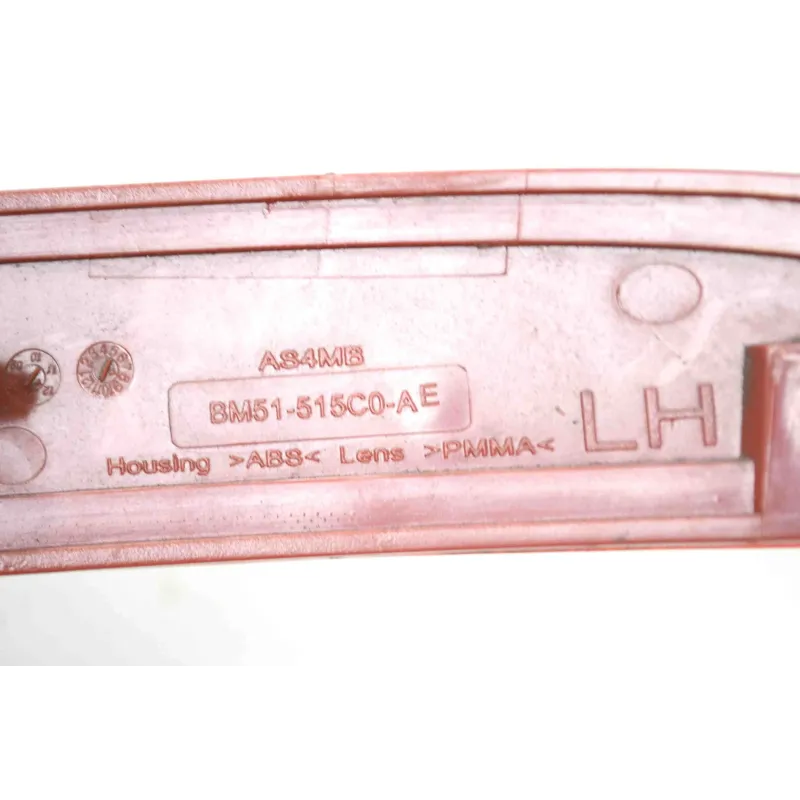 AS4MB
BM51-515C0-AE
LH
Housing >ABS< Lens >PMMA<